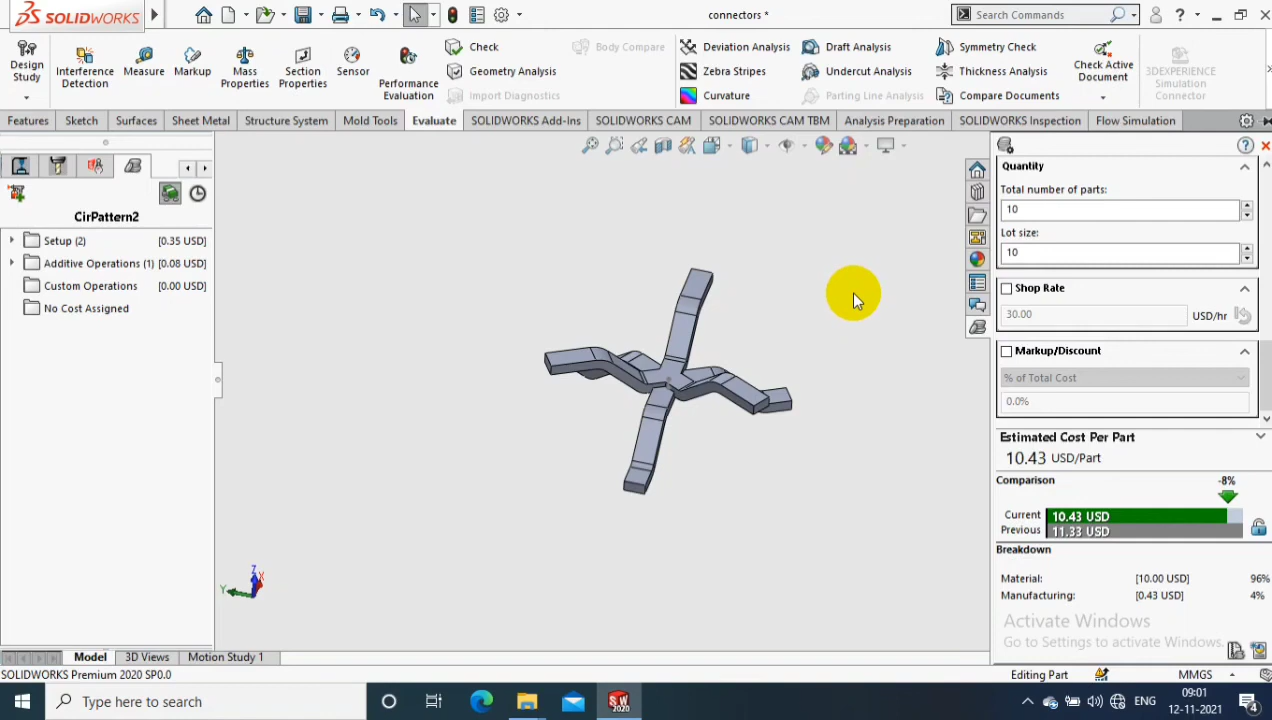 SOLIDWORKS
connectors *
Search Commands
Design Study
Interference Detection
Measure
Markup
Mass Properties
Section Properties
Sensor
Performance Evaluation
Check
Geometry Analysis
Import Diagnostics
Body Compare
Deviation Analysis
Zebra Stripes
Curvature
Draft Analysis
Undercut Analysis
Parting Line Analysis
Symmetry Check
Thickness Analysis
Compare Documents
Check Active Document
3DEXPERIENCE Simulation Connector
Features
Sketch
Surfaces
Sheet Metal
Structure System
Mold Tools
Evaluate
SOLIDWORKS Add-Ins
SOLIDWORKS CAM
SOLIDWORKS CAM TBM
Analysis Preparation
SOLIDWORKS Inspection
Flow Simulation
CirPattern2
Setup (2) [0.35 USD]
Additive Operations (1) [0.08 USD]
Custom Operations [0.00 USD]
No Cost Assigned
Z
X
Y
Quantity
Total number of parts:
10
Lot size:
10
Shop Rate
30.00 USD/hr
Markup/Discount
% of Total Cost
0.0%
Estimated Cost Per Part
10.43 USD/Part
Comparison -8%
Current 10.43 USD
Previous 11.33 USD
Breakdown
Material: [10.00 USD] 96%
Manufacturing: [0.43 USD] 4%
Activate Windows
Go to Settings to activate Windows.
Model
3D Views
Motion Study 1
SOLIDWORKS Premium 2020 SP0.0
Editing Part
MMGS
Type here to search
SW
2020
ENG
09:01
12-11-2021
4